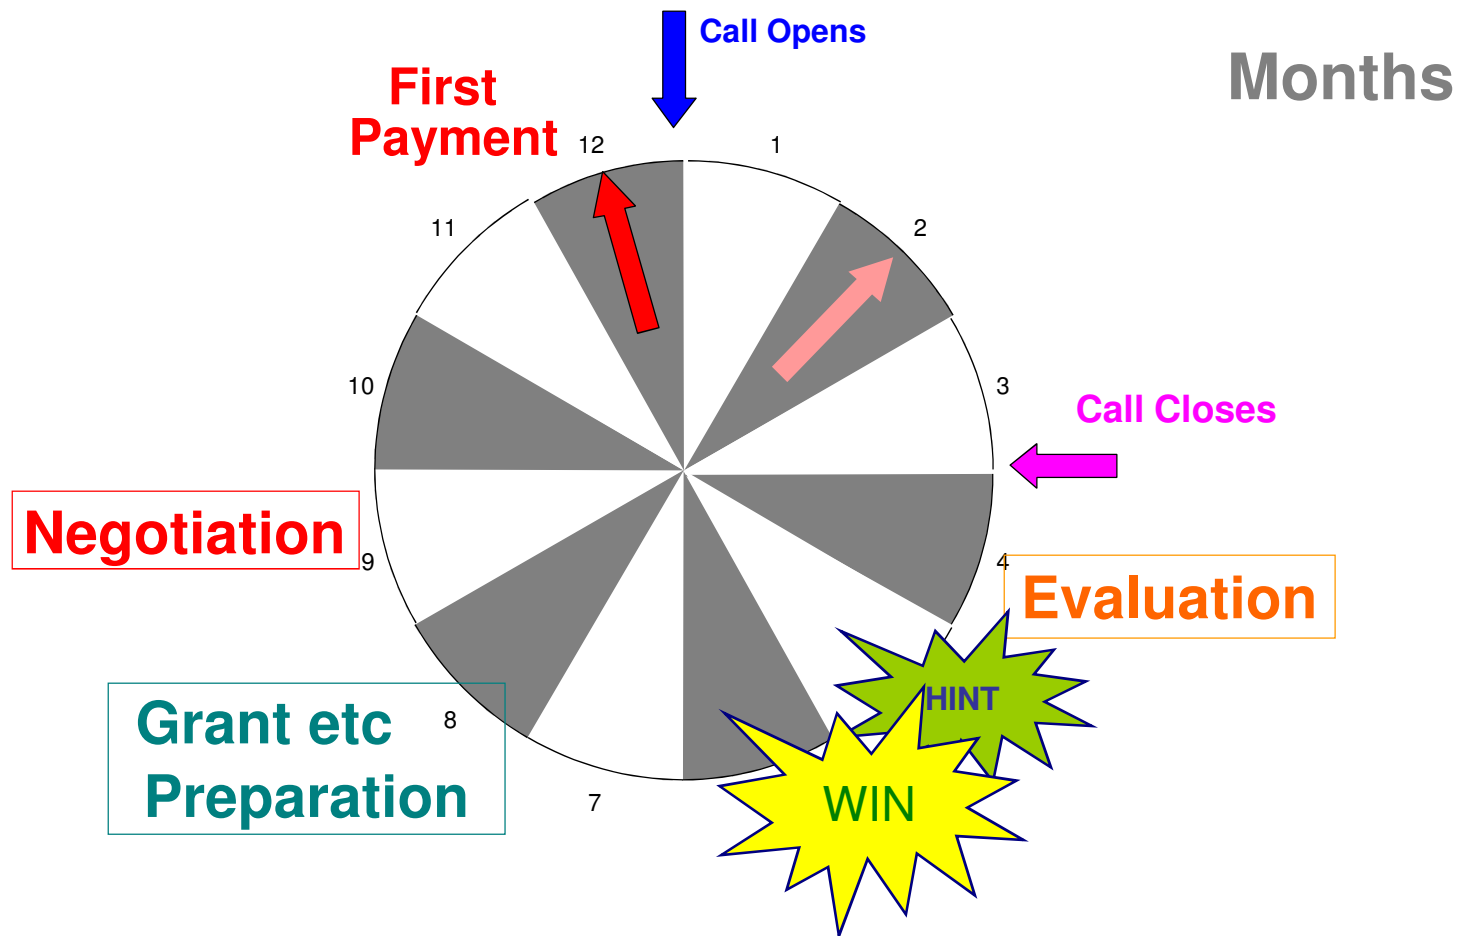 Call Opens
Months
First
Payment
12
1
11
2
10
3
Call Closes
Negotiation
9
4
Evaluation
HINT
Grant etc
Preparation
8
7
WIN